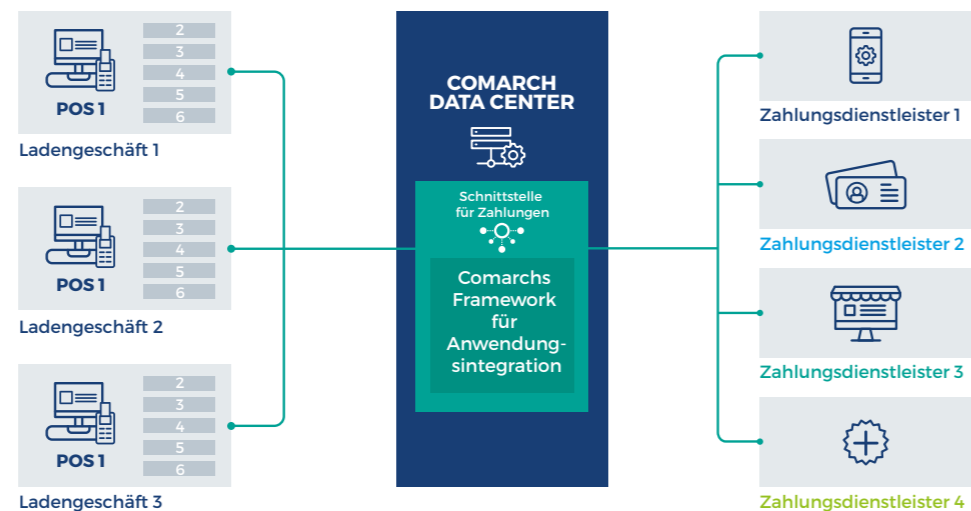 2
3
4
5
6
POS 1
Ladengeschäft 1
2
3
4
5
6
POS 1
Ladengeschäft 2
2
3
4
5
6
POS 1
Ladengeschäft 3
COMARCH
DATA CENTER
Schnittstelle
für Zahlungen
Comarchs
Framework
für
Anwendung-
sintegration
Zahlungsdienstleister 1
Zahlungsdienstleister 2
Zahlungsdienstleister 3
Zahlungsdienstleister 4